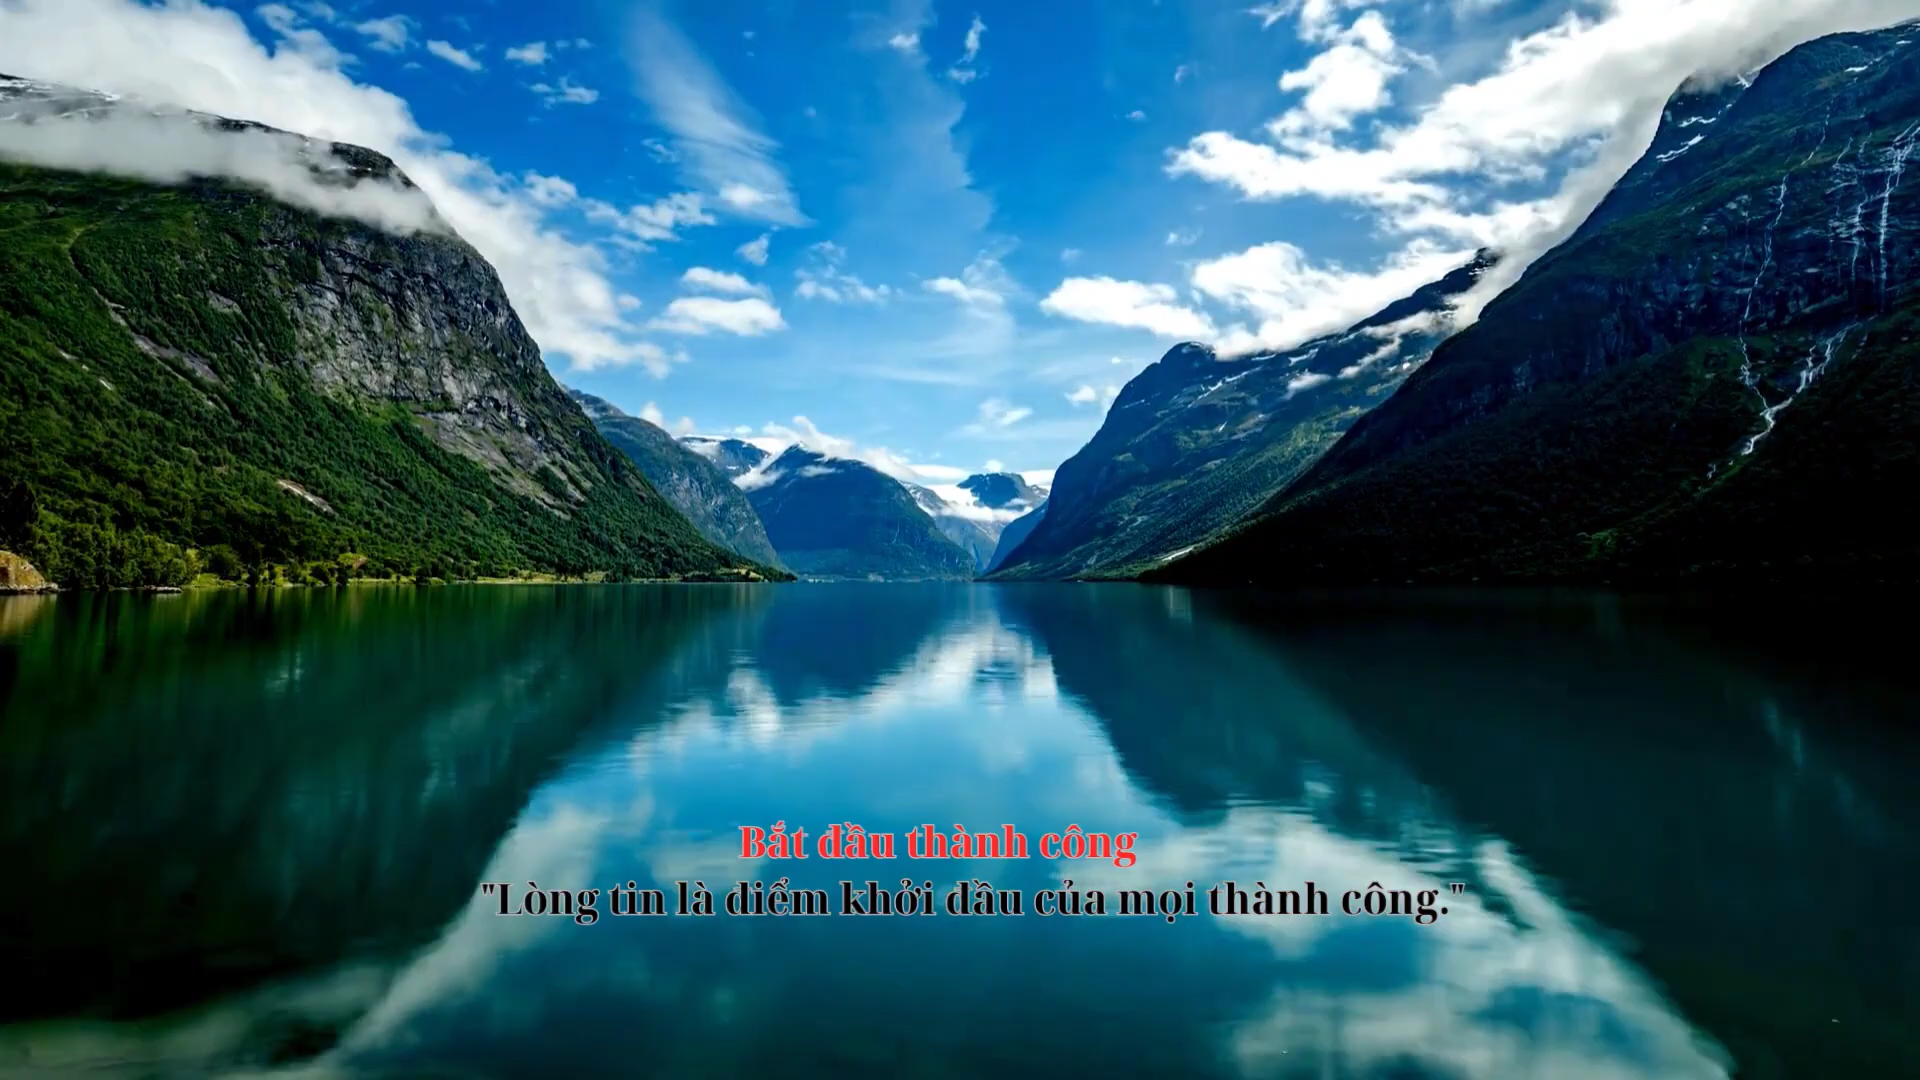 Bắt đầu thành công
"Lòng tin là điểm khởi đầu của mọi thành công."